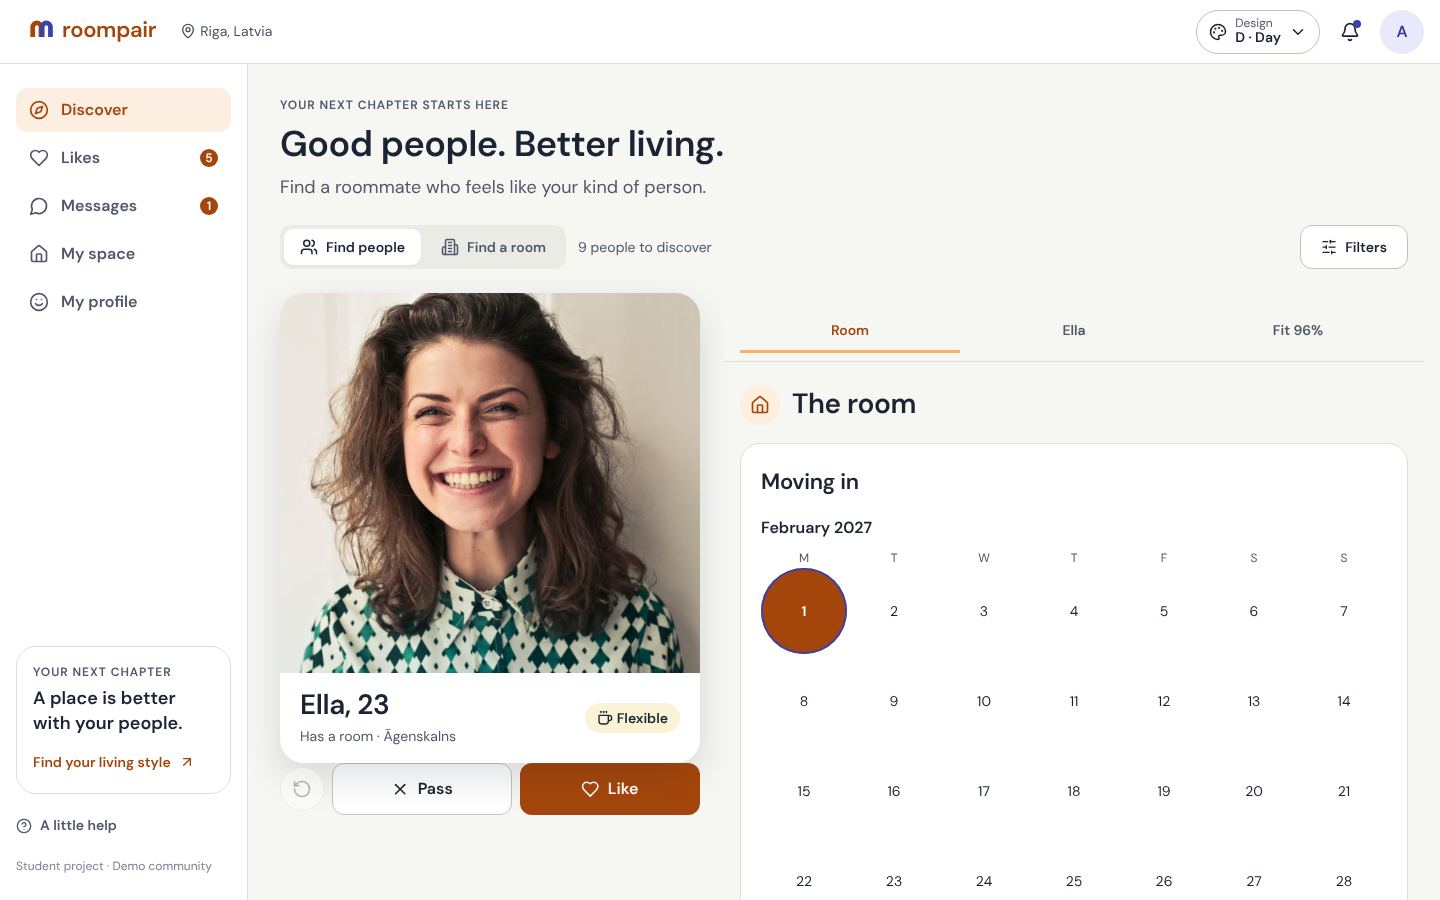 roompair
Riga, Latvia
Design
D · Day
A
Discover
Likes
5
Messages
1
My space
My profile
YOUR NEXT CHAPTER
A place is better
with your people.
Find your living style
A little help
Student project · Demo community
YOUR NEXT CHAPTER STARTS HERE
Good people. Better living.
Find a roommate who feels like your kind of person.
Find people
Find a room
9 people to discover
Filters
Ella, 23
Has a room · Āgenskalns
Flexible
Pass
Like
Room
Ella
Fit 96%
The room
Moving in
February 2027
M T W T F S S
1 2 3 4 5 6 7
8 9 10 11 12 13 14
15 16 17 18 19 20 21
22 23 24 25 26 27 28